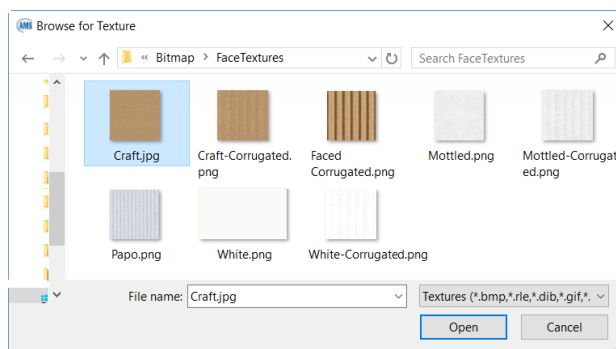 AMS Browse for Texture
« Bitmap > FaceTextures
Search FaceTextures
Craft.jpg
Craft-Corrugated.
png
Faced
Corrugated.png
Mottled.png
Mottled-Corrugat
ed.png
Papo.png
White.png
White-Corrugated.png
File name: Craft.jpg
Textures (*.bmp,*.rle,*.dib,*.gif,*.
Open
Cancel